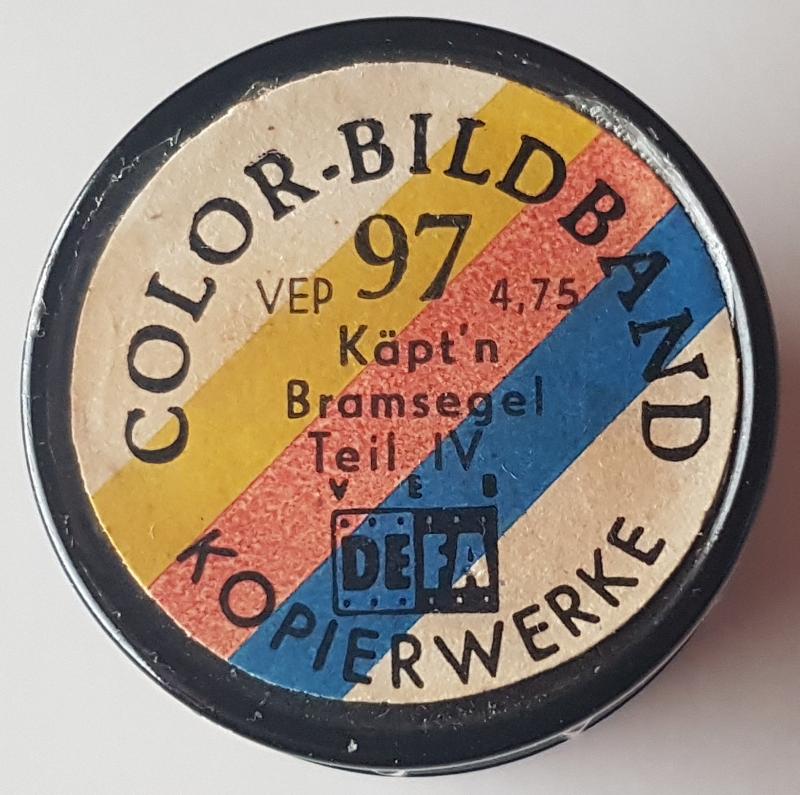 COLOR-BILDBAND
97
VEP 4,75
Käpt'n
Bramsegel
Teil IV
VEB
DEFA
KOPIERWERKE